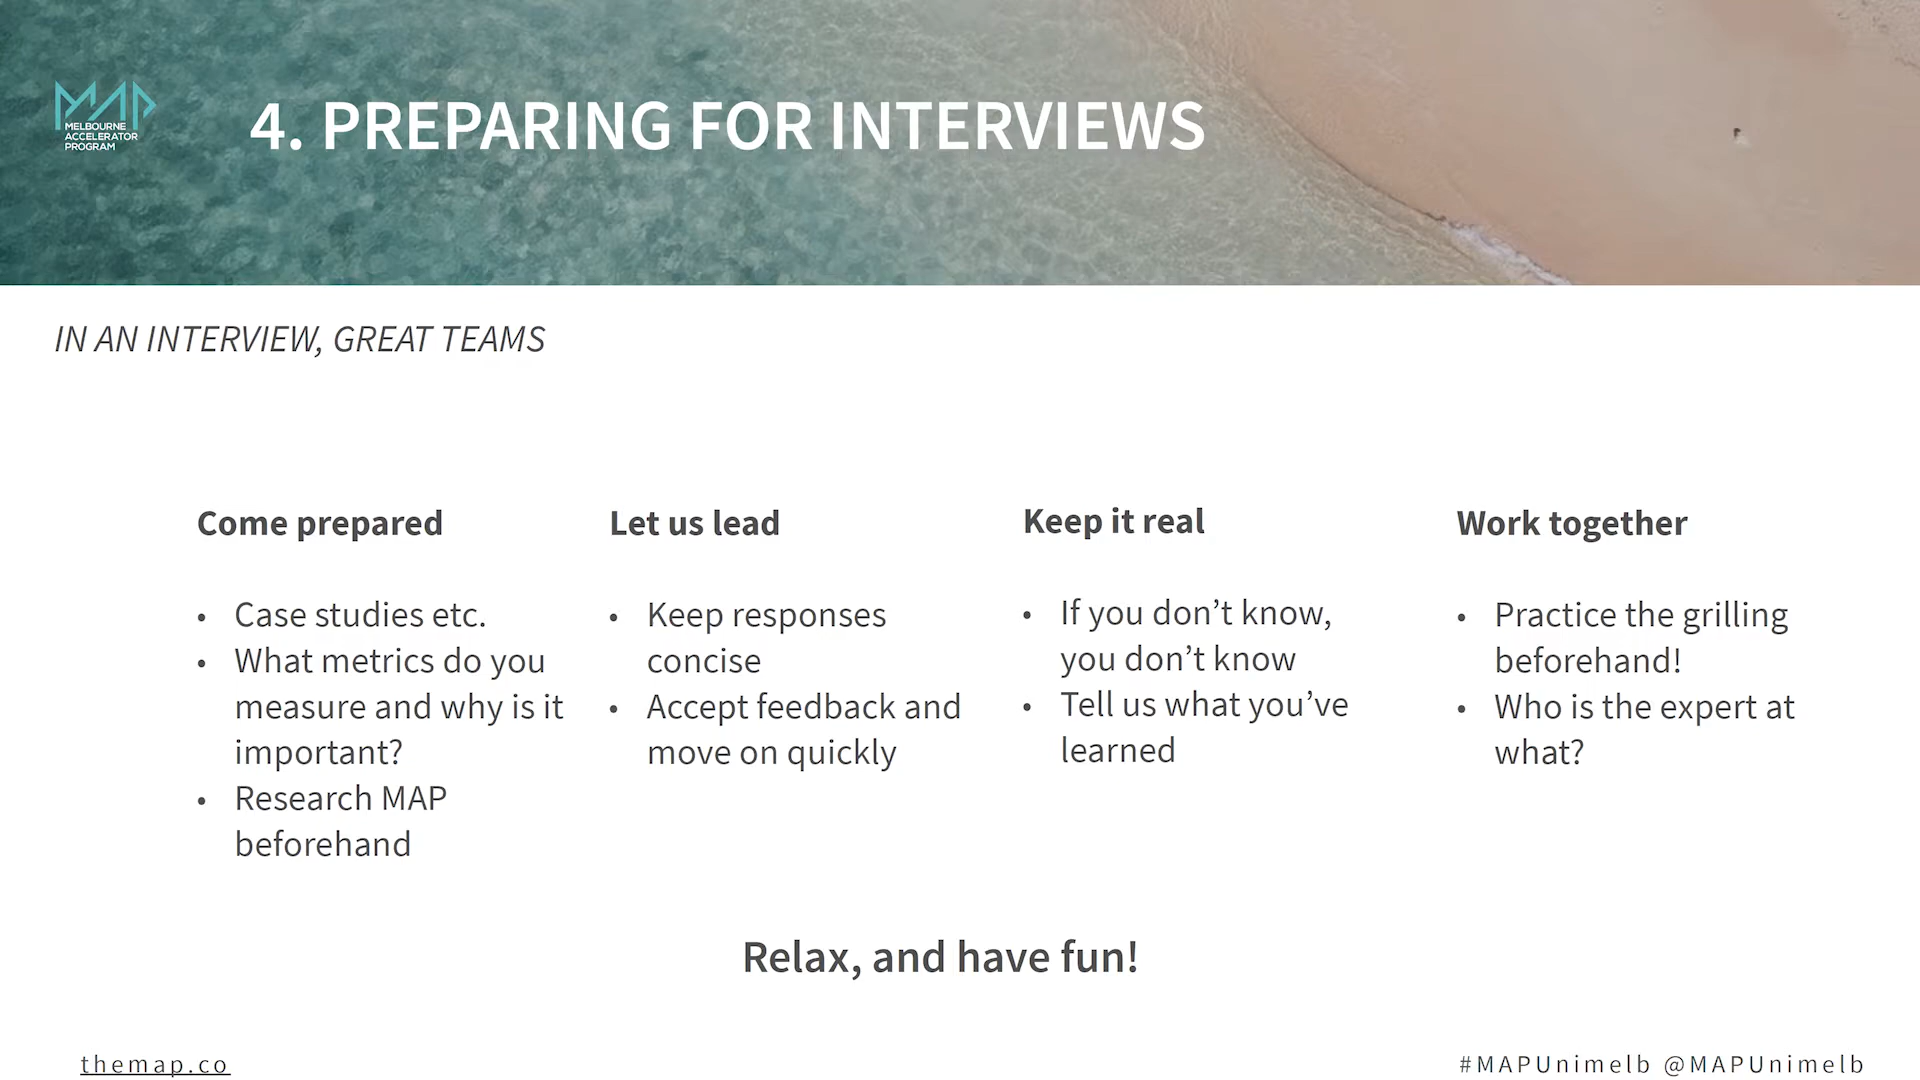 MAP
MELBOURNE
ACCELERATOR
PROGRAM
4. PREPARING FOR INTERVIEWS
IN AN INTERVIEW, GREAT TEAMS
Come prepared
• Case studies etc.
• What metrics do you
measure and why is it
important?
• Research MAP
beforehand
Let us lead
• Keep responses
concise
• Accept feedback and
move on quickly
Keep it real
• If you don’t know,
you don’t know
• Tell us what you’ve
learned
Work together
• Practice the grilling
beforehand!
• Who is the expert at
what?
Relax, and have fun!
themap.co
#MAPUnimelb @MAPUnimelb